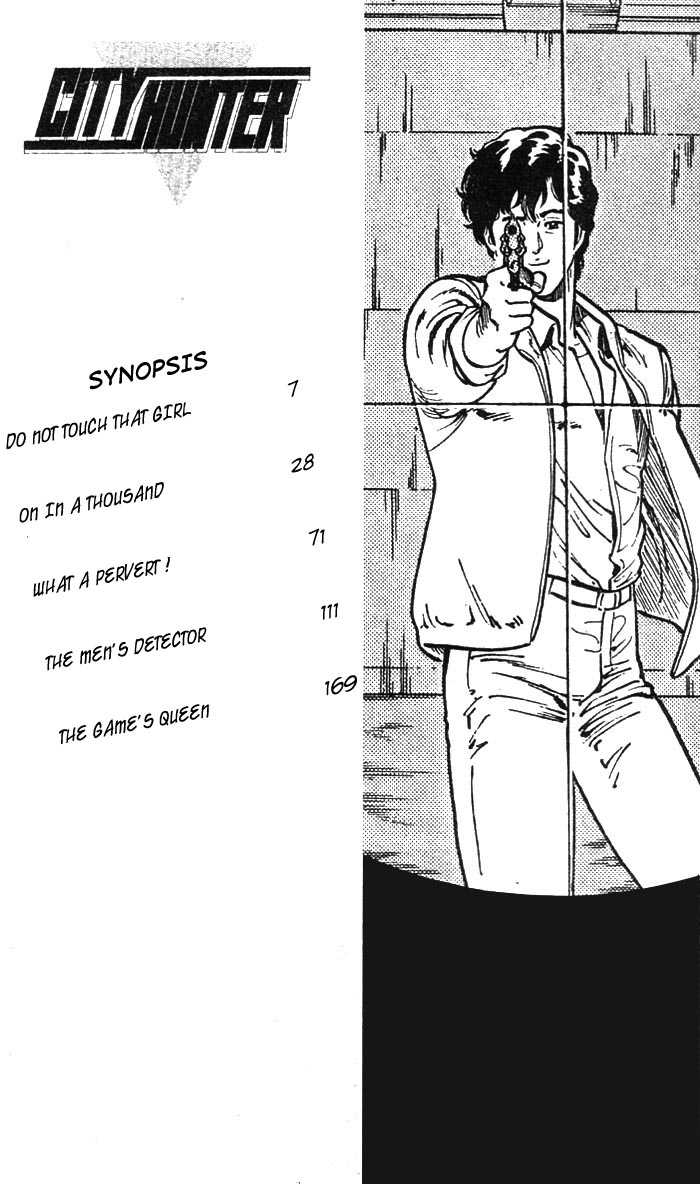 CITY HUNTER
SYNOPSIS
DO NOT TOUCH THAT GIRL 7
ON IN A THOUSAND 28
WHAT A PERVERT ! 71
THE MEN'S DETECTOR 111
THE GAME'S QUEEN 169